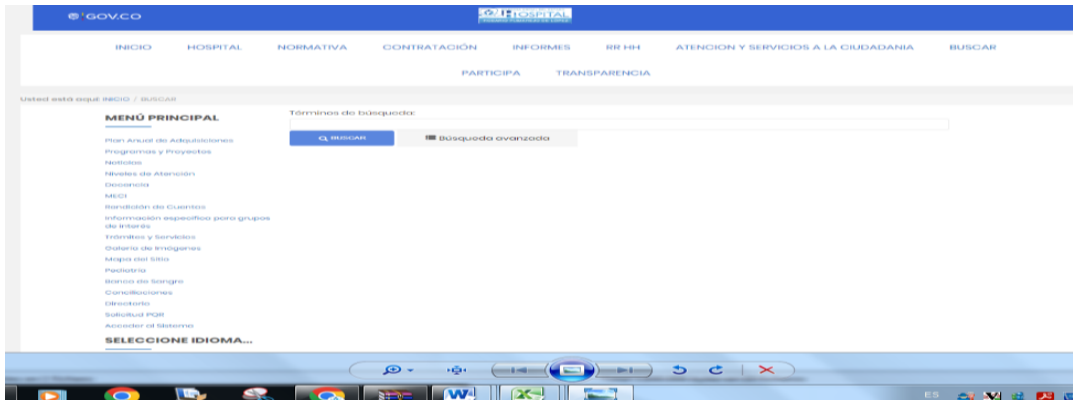 GOV.CO
HOSPITAL
INICIO HOSPITAL NORMATIVA CONTRATACIÓN INFORMES RR HH ATENCION Y SERVICIOS A LA CIUDADANIA BUSCAR
PARTICIPA TRANSPARENCIA
Usted está aquí: INICIO / BUSCAR
MENÚ PRINCIPAL
Plan Anual de Adquisiciones
Programas y Proyectos
Noticias
Niveles de Atención
Docencia
MECI
Rendición de Cuentas
Información específica para grupos
de interés
Trámites y Servicios
Galería de Imágenes
Mapa del Sitio
Pediatría
Banco de Sangre
Conciliaciones
Directorio
Solicitud PQR
Acceder al Sistema
SELECCIONE IDIOMA...
Términos de búsqueda:
BUSCAR Búsqueda avanzada
ES